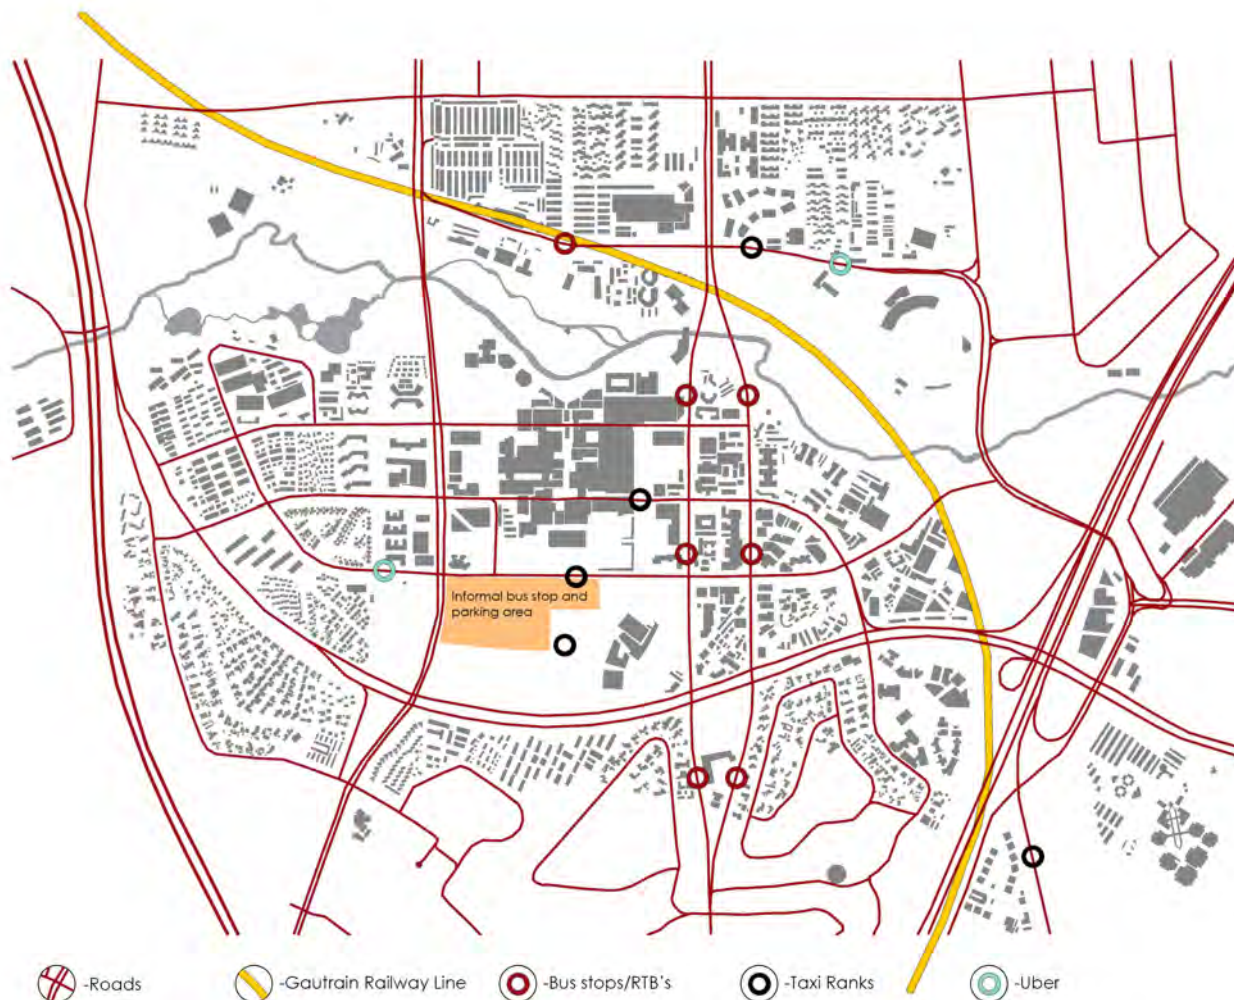 Informal bus stop and
parking area
-Roads
-Gautrain Railway Line
-Bus stops/RTB's
-Taxi Ranks
-Uber